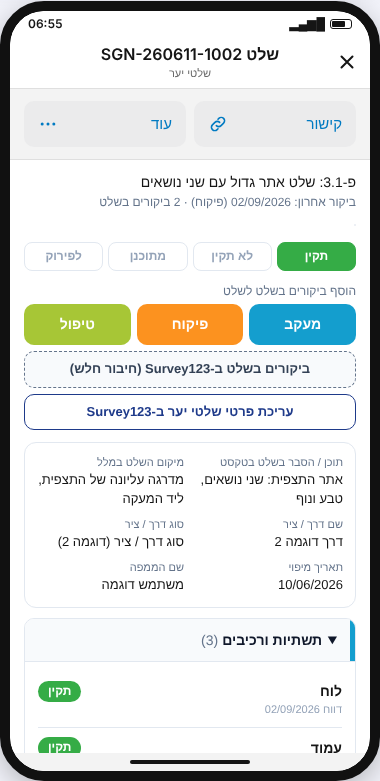 06:55
שלט SGN-260611-1002
שלטי יער
קישור
עוד
פ-3.1: שלט אתר גדול עם שני נושאים
ביקור אחרון: 02/09/2026 (פיקוח) · 2 ביקורים בשלט
תקין
לא תקין
מתוכנן
לפירוק
הוסף ביקורים בשלט לשלט
מעקב
פיקוח
טיפול
ביקורים בשלט ב-Survey123 (חיבור חלש)
עריכת פרטי שלטי יער ב-Survey123
תוכן / הסבר בשלט בטקסט
אתר התצפית: שני נושאים,
טבע ונוף
מיקום השלט במלל
מדרגה עליונה של התצפית,
ליד המעקה
שם דרך / ציר
דרך דוגמה 2
סוג דרך / ציר
סוג דרך / ציר (דוגמה 2)
תאריך מיפוי
10/06/2026
שם הממפה
משתמש דוגמה
▼ תשתיות ורכיבים (3)
לוח
תקין
דווח 02/09/2026
עמוד
תקין